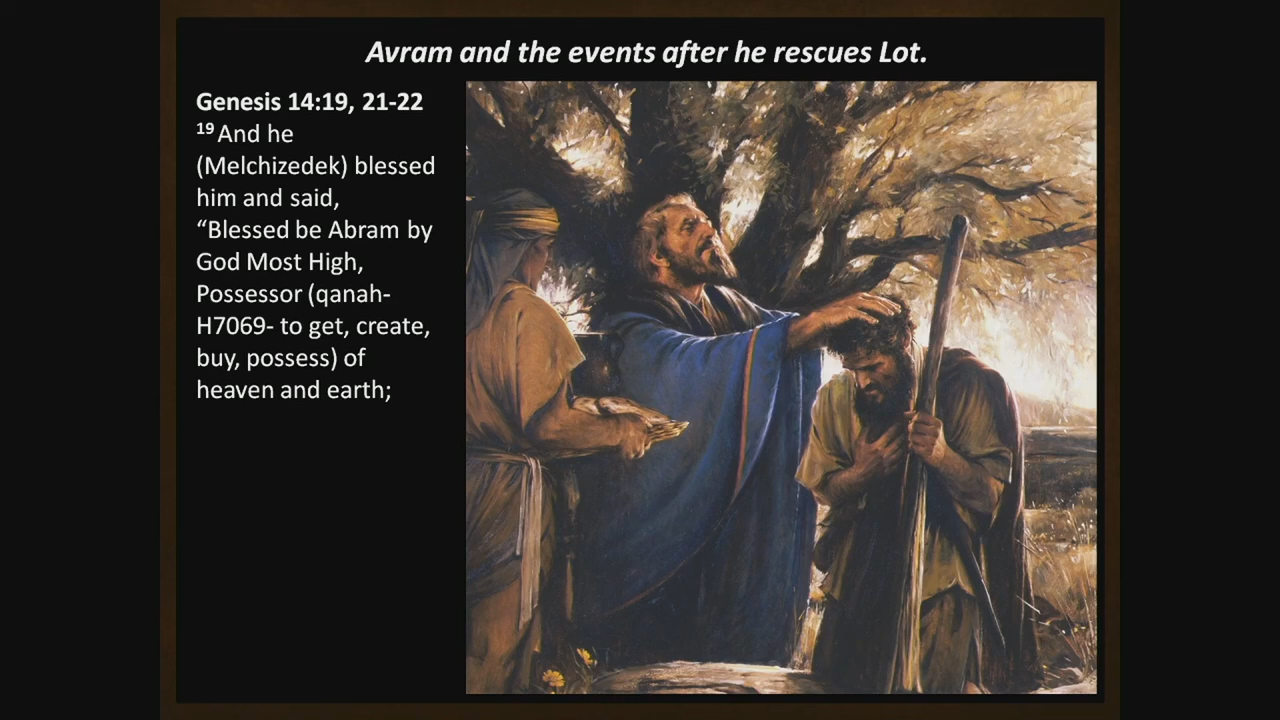 Avram and the events after he rescues Lot.
Genesis 14:19, 21-22
19 And he
(Melchizedek) blessed
him and said,
“Blessed be Abram by
God Most High,
Possessor (qanah-
H7069- to get, create,
buy, possess) of
heaven and earth;